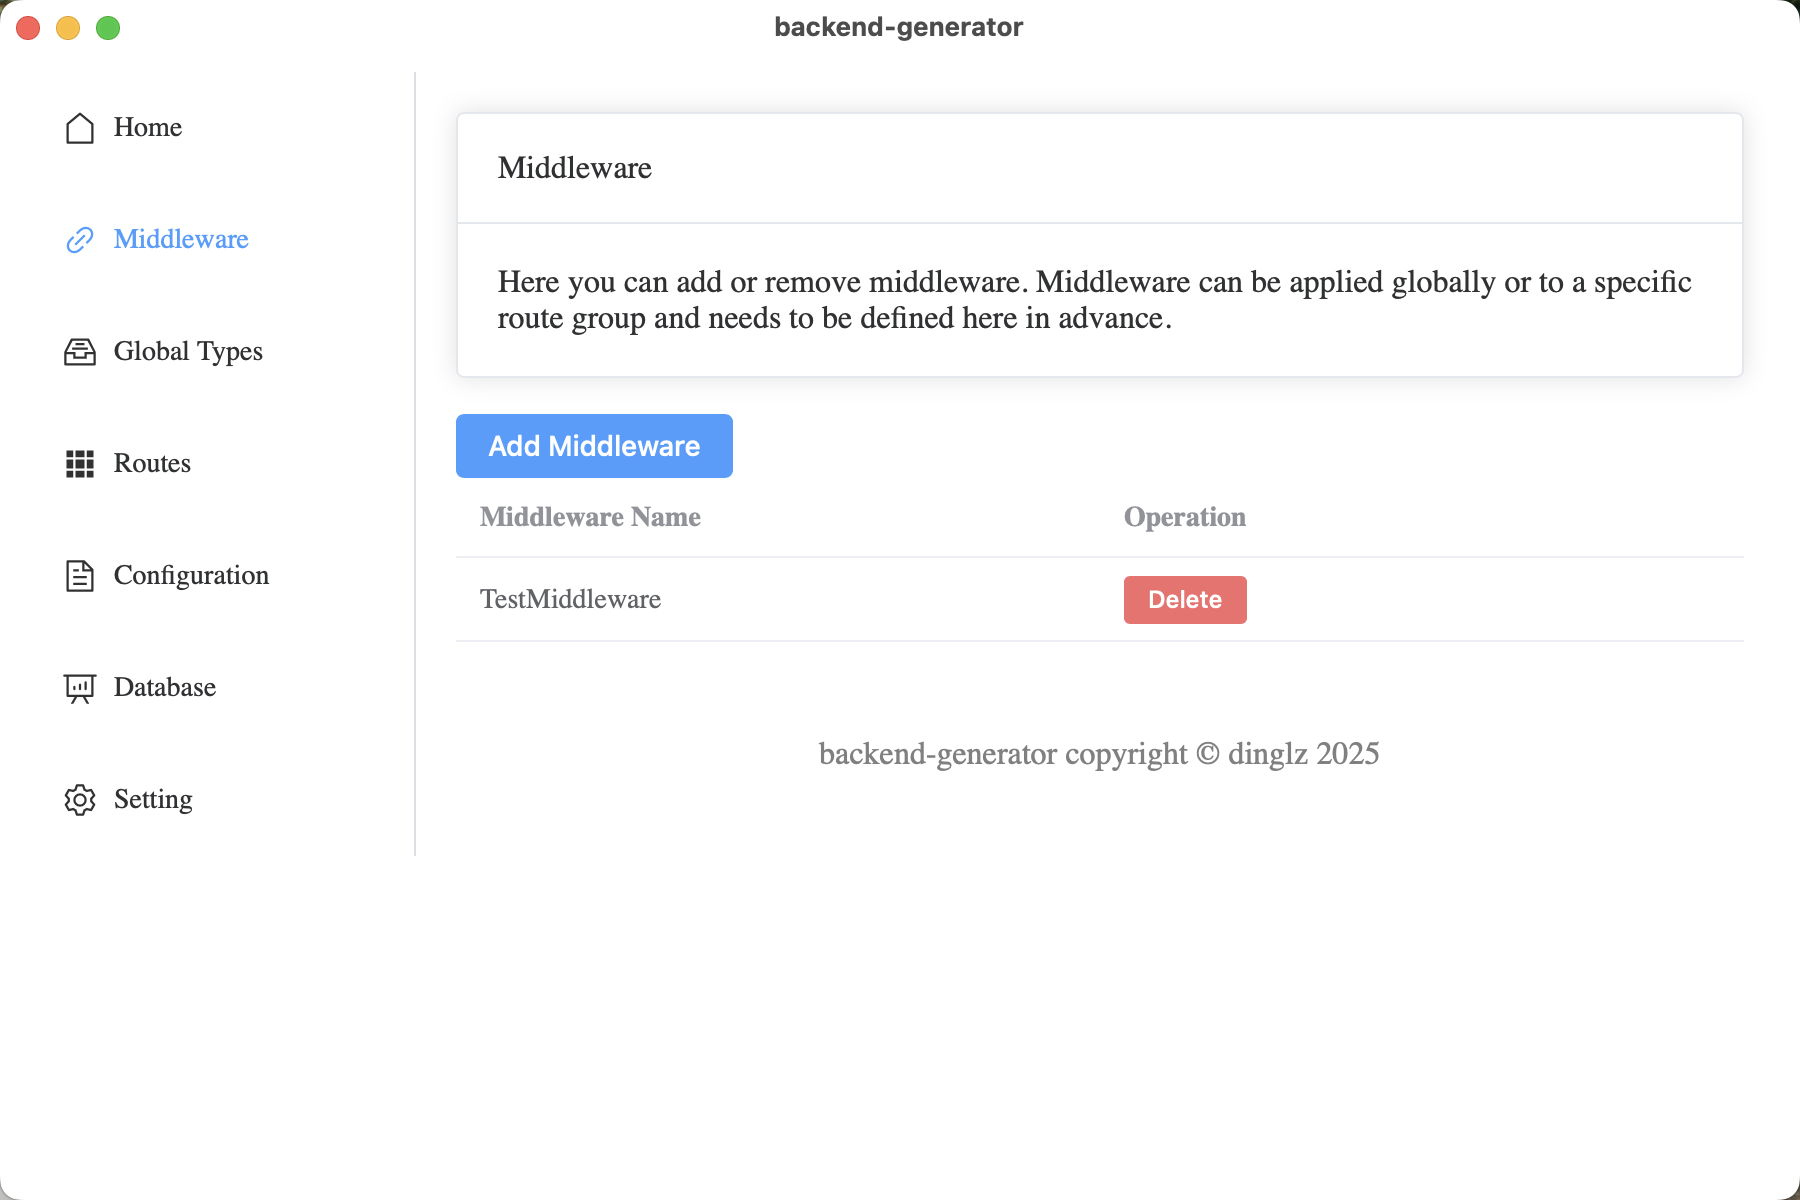 backend-generator
Home
Middleware
Global Types
Routes
Configuration
Database
Setting
Middleware
Here you can add or remove middleware. Middleware can be applied globally or to a specific
route group and needs to be defined here in advance.
Add Middleware
Middleware Name Operation
TestMiddleware Delete
backend-generator copyright © dinglz 2025